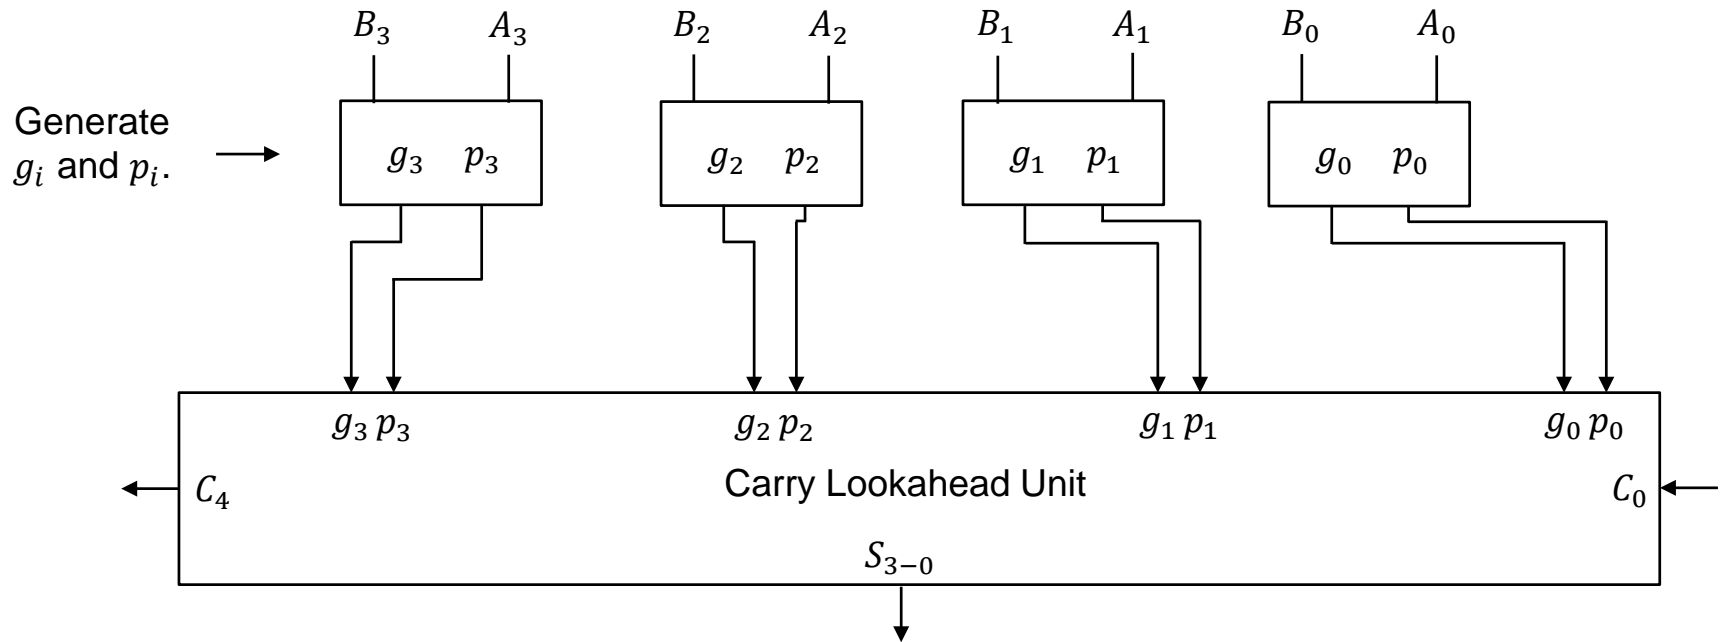 B₃ A₃ B₂ A₂ B₁ A₁ B₀ A₀
Generate
gᵢ and pᵢ.
g₃ p₃ g₂ p₂ g₁ p₁ g₀ p₀
g₃ p₃ g₂ p₂ g₁ p₁ g₀ p₀
C₄ Carry Lookahead Unit C₀
S₃₋₀